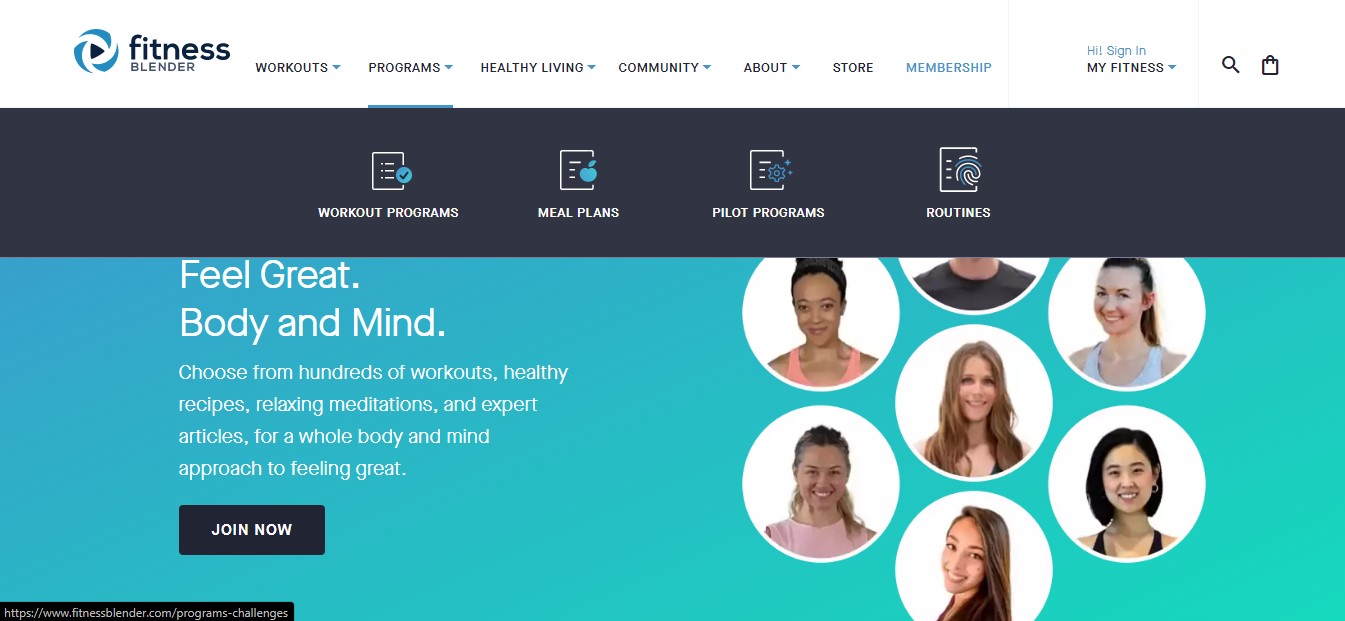 fitness
BLENDER
WORKOUTS
PROGRAMS
HEALTHY LIVING
COMMUNITY
ABOUT
STORE
MEMBERSHIP
Hi! Sign In
MY FITNESS
WORKOUT PROGRAMS
MEAL PLANS
PILOT PROGRAMS
ROUTINES
Feel Great.
Body and Mind.
Choose from hundreds of workouts, healthy
recipes, relaxing meditations, and expert
articles, for a whole body and mind
approach to feeling great.
JOIN NOW
https://www.fitnessblender.com/programs-challenges